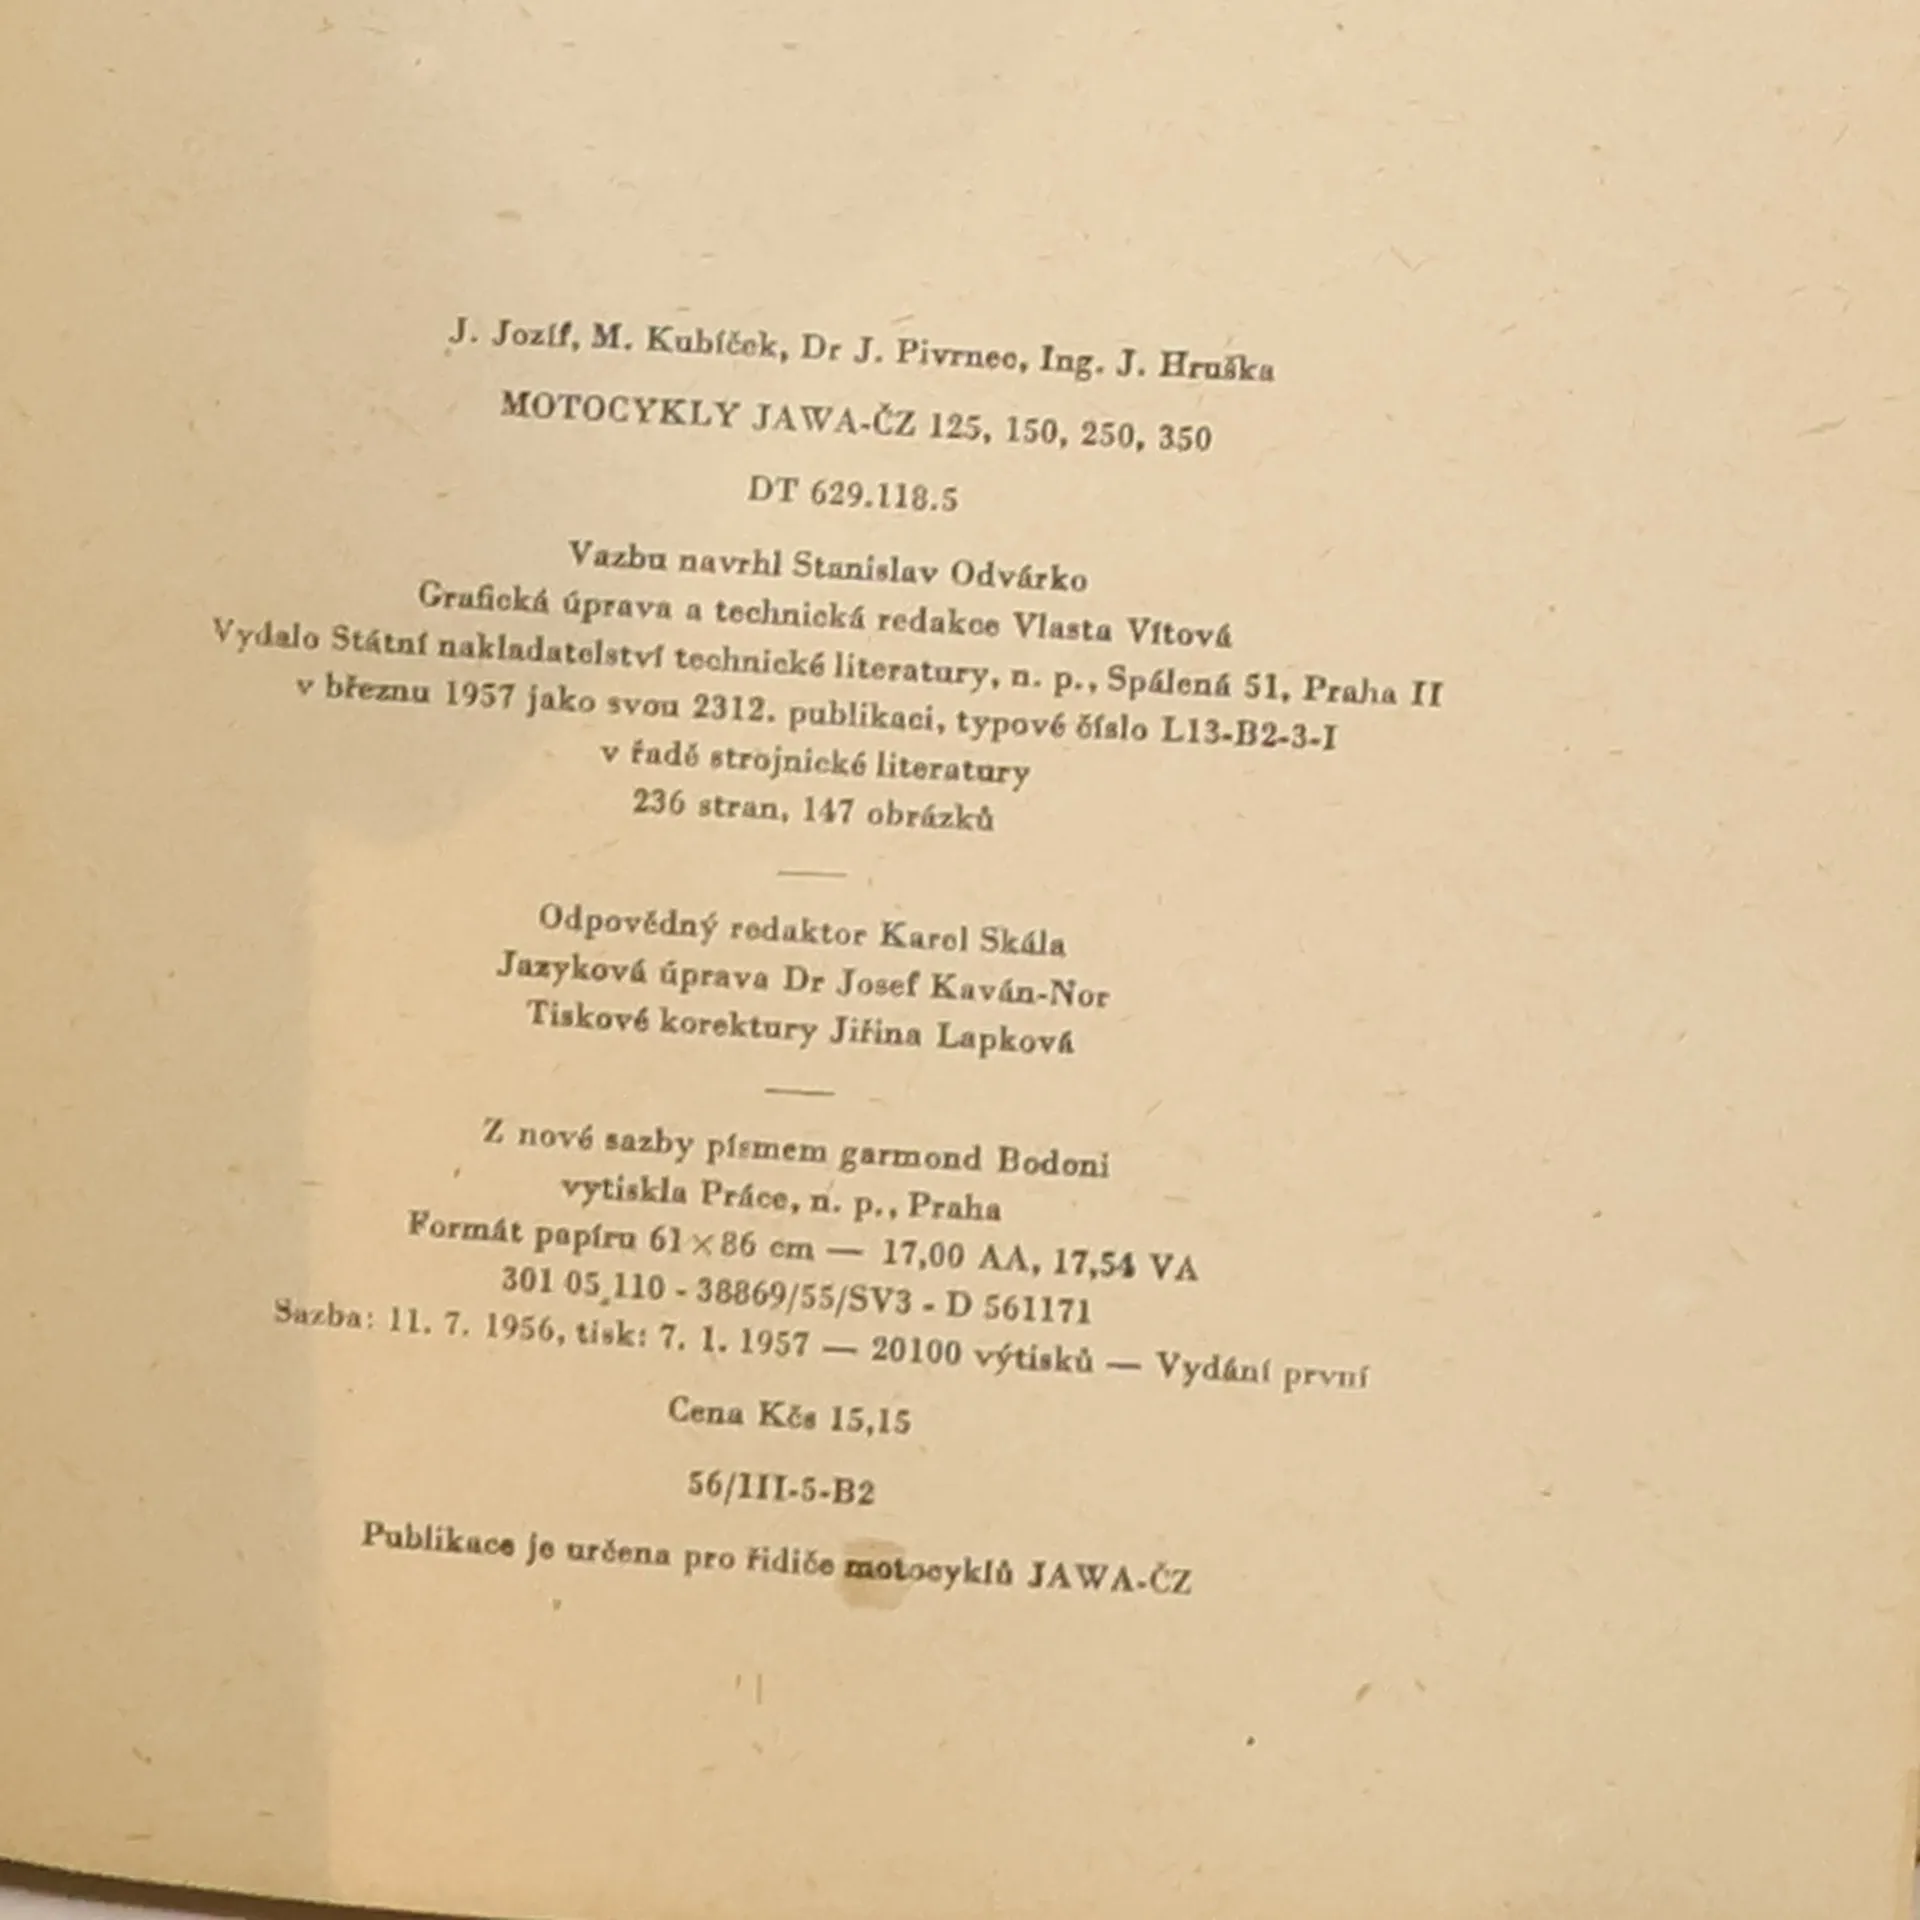 J. Jozíf, M. Kubíček, Dr J. Pivrnec, Ing. J. Hruška
MOTOCYKLY JAWA-ČZ 125, 150, 250, 350
DT 629.118.5
Vazbu navrhl Stanislav Odvárko
Grafická úprava a technická redakce Vlasta Vítová
Vydalo Státní nakladatelství technické literatury, n. p., Spálená 51, Praha II
v březnu 1957 jako svou 2312. publikaci, typové číslo L13-B2-3-I
v řadě strojnické literatury
236 stran, 147 obrázků
Odpovědný redaktor Karel Skála
Jazyková úprava Dr Josef Kaván-Nor
Tiskové korektury Jiřina Lapková
Z nové sazby písmem garmond Bodoni
vytiskla Práce, n. p., Praha
Formát papíru 61×86 cm — 17,00 AA, 17,54 VA
301 05 110 - 38869/55/SV3 - D 561171
Sazba: 11. 7. 1956, tisk: 7. 1. 1957 — 20100 výtisků — Vydání první
Cena Kčs 15,15
56/III-5-B2
Publikace je určena pro řidiče motocyklů JAWA-ČZ